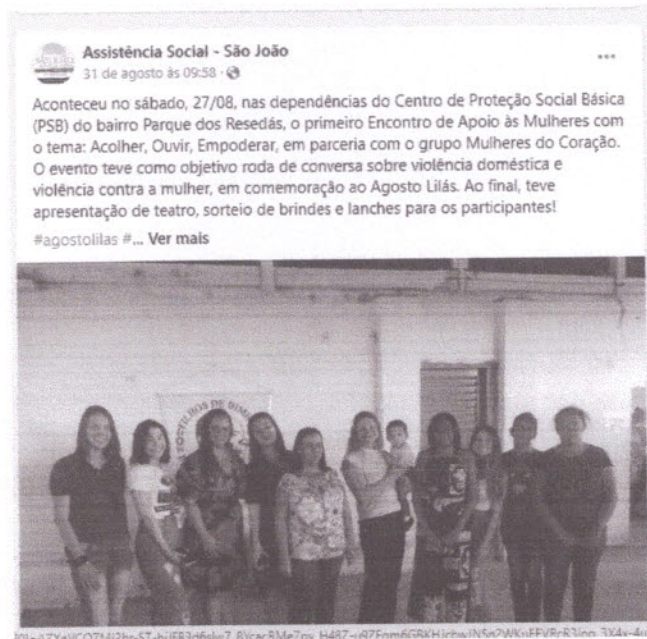 Assistência Social - São João
31 de agosto às 09:58 ·
...
Aconteceu no sábado, 27/08, nas dependências do Centro de Proteção Social Básica
(PSB) do bairro Parque dos Resedás, o primeiro Encontro de Apoio às Mulheres com
o tema: Acolher, Ouvir, Empoderar, em parceria com o grupo Mulheres do Coração.
O evento teve como objetivo roda de conversa sobre violência doméstica e
violência contra a mulher, em comemoração ao Agosto Lilás. Ao final, teve
apresentação de teatro, sorteio de brindes e lanches para os participantes!
#agostolilas #... Ver mais
DE